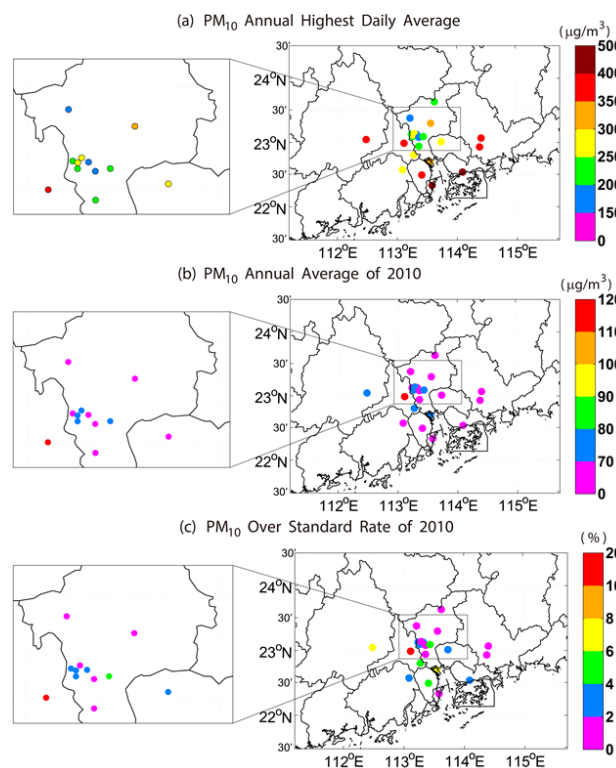 (a) PM10 Annual Highest Daily Average
(μg/m³)
30'
24°N
30'
23°N
30'
22°N
30'
112°E
113°E
114°E
115°E
500
400
350
300
250
200
150
0
(b) PM10 Annual Average of 2010
(μg/m³)
30'
24°N
30'
23°N
30'
22°N
30'
112°E
113°E
114°E
115°E
120
110
100
90
80
70
0
(c) PM10 Over Standard Rate of 2010
(%)
30'
24°N
30'
23°N
30'
22°N
30'
112°E
113°E
114°E
115°E
20
10
8
6
4
2
0